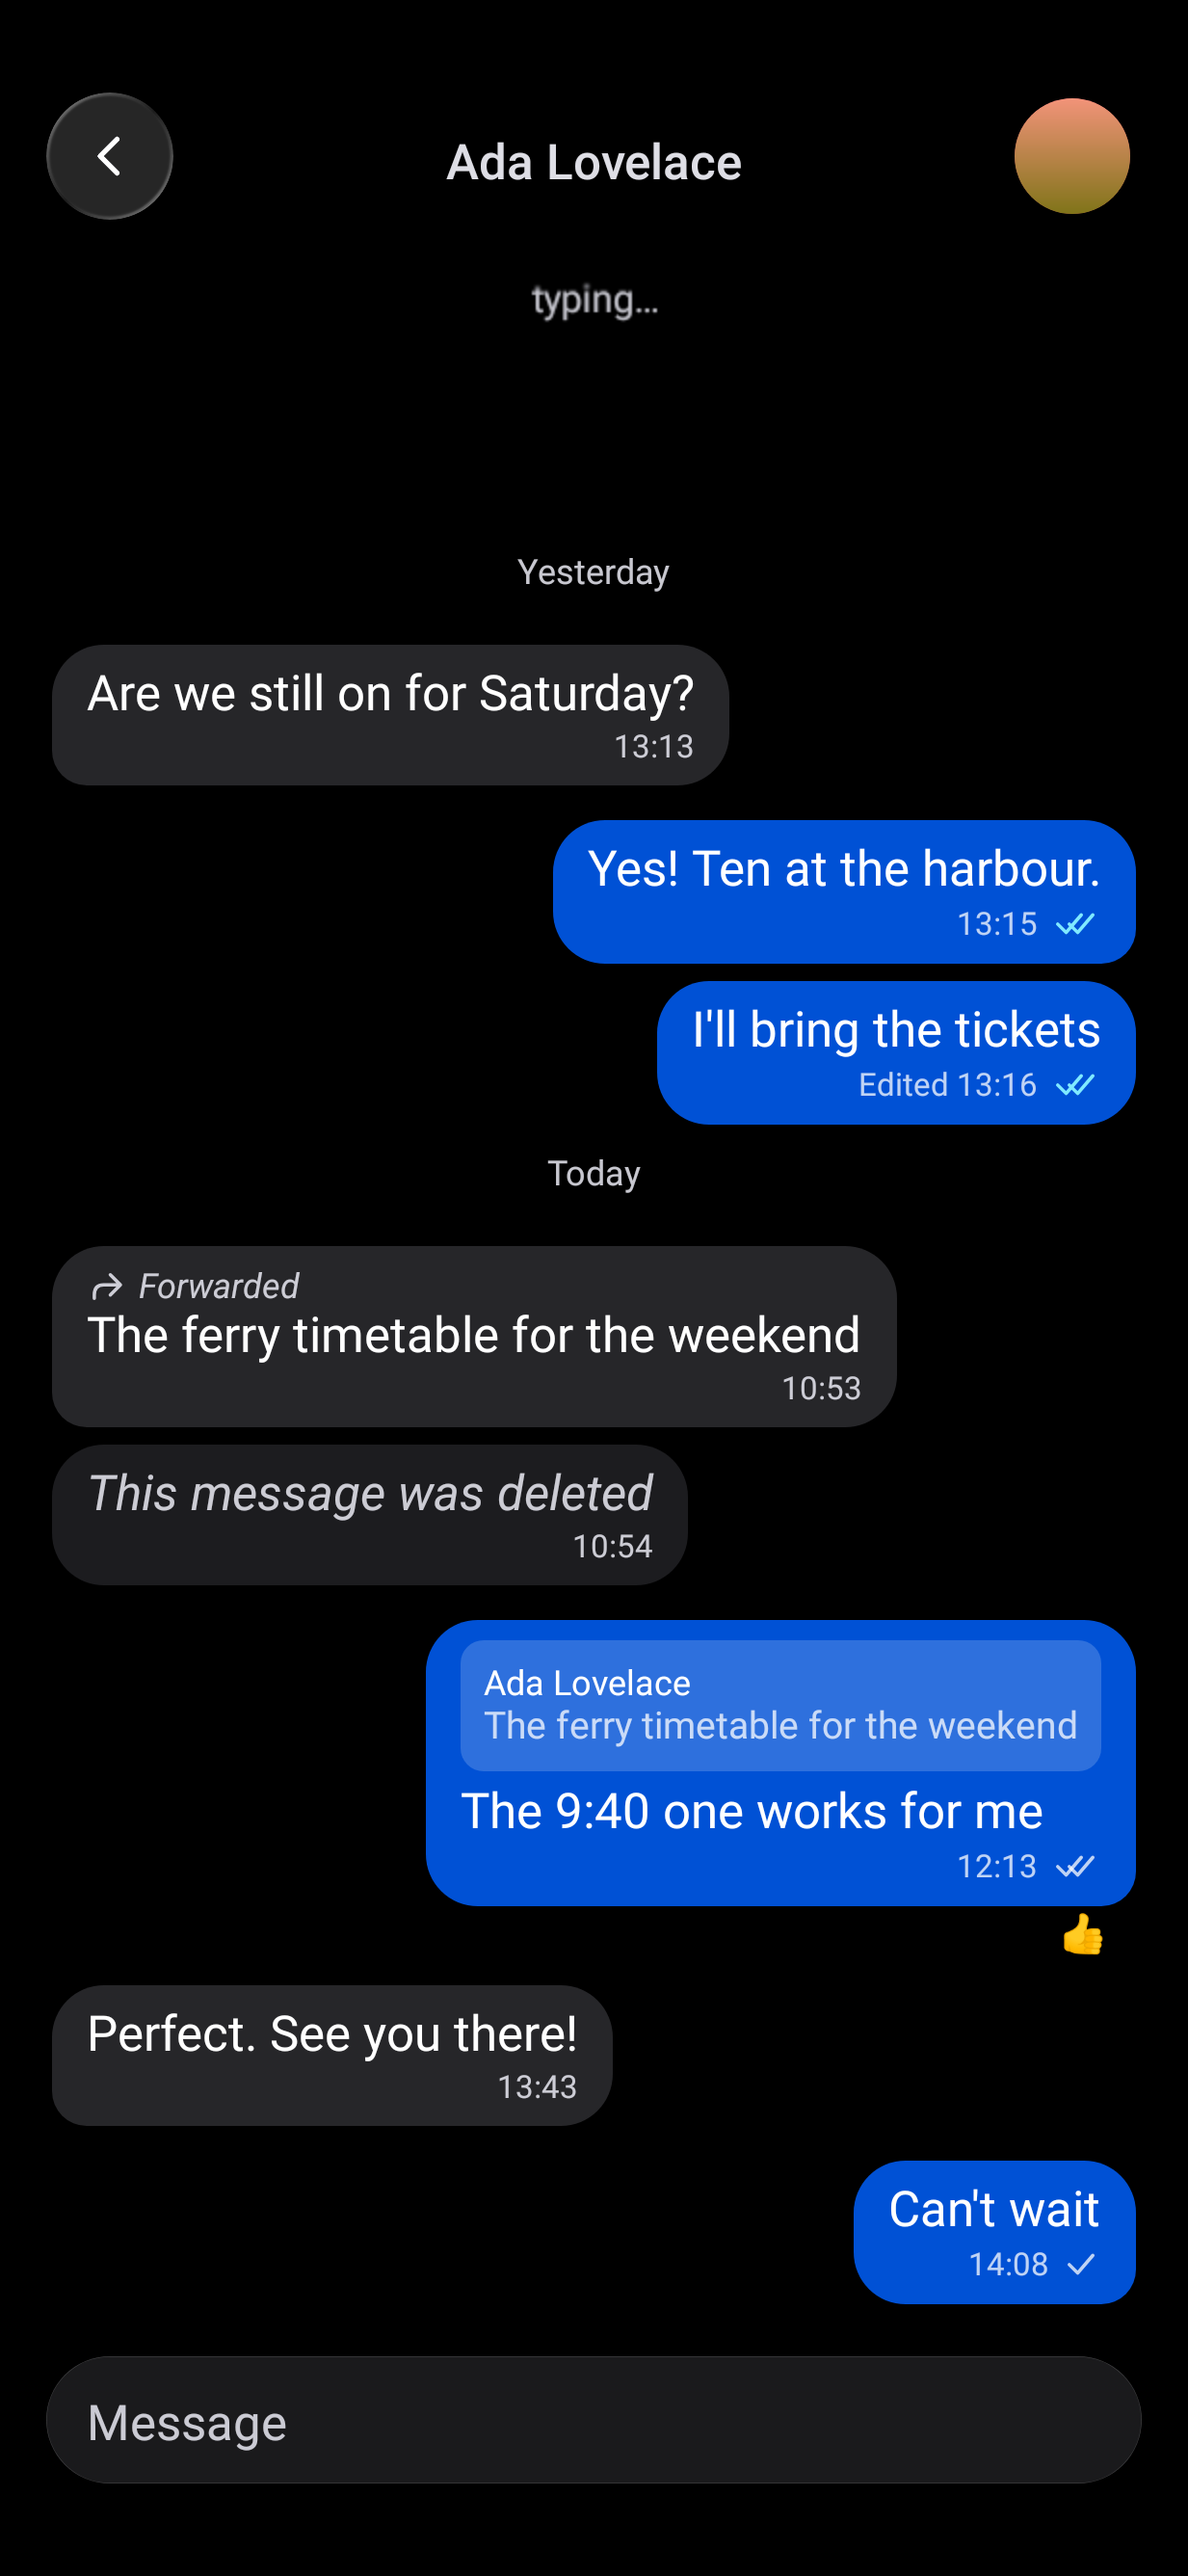 Ada Lovelace
typing…
Yesterday
Are we still on for Saturday?
13:13
Yes! Ten at the harbour.
13:15
I'll bring the tickets
Edited 13:16
Today
Forwarded
The ferry timetable for the weekend
10:53
This message was deleted
10:54
Ada Lovelace
The ferry timetable for the weekend
The 9:40 one works for me
12:13
Perfect. See you there!
13:43
Can't wait
14:08
Message